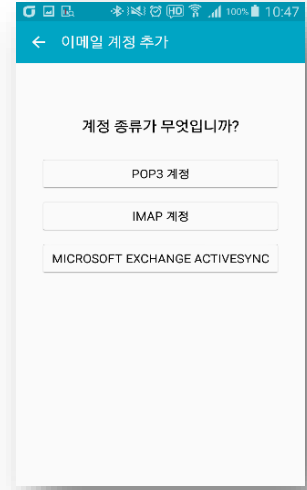 HD 100% 10:47
← 이메일 계정 추가
계정 종류가 무엇입니까?
POP3 계정
IMAP 계정
MICROSOFT EXCHANGE ACTIVESYNC